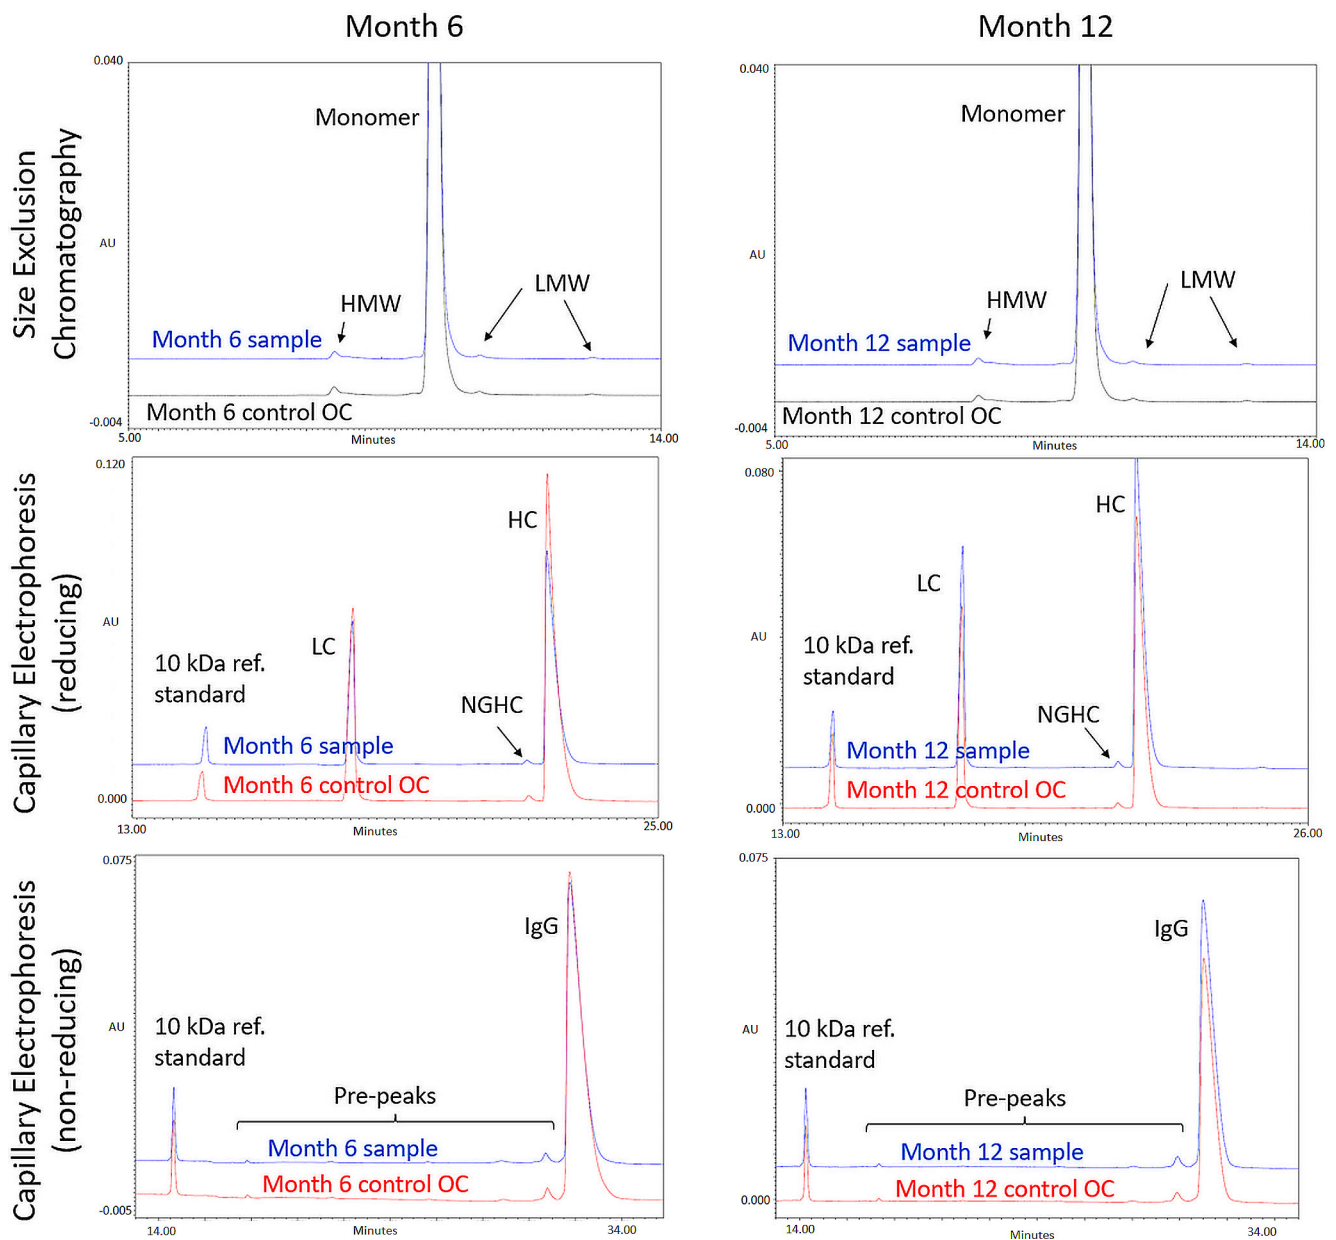 Month 6
Month 12
Size Exclusion
Chromatography
0.040
AU
-0.004
Monomer
HMW
LMW
Month 6 sample
Month 6 control OC
5.00
Minutes
14.00
0.040
AU
-0.004
Monomer
HMW
LMW
Month 12 sample
Month 12 control OC
5.00
Minutes
14.00
Capillary Electrophoresis
(reducing)
0.120
AU
0.000
HC
LC
10 kDa ref.
standard
NGHC
Month 6 sample
Month 6 control OC
13.00
Minutes
25.00
0.080
AU
0.000
HC
LC
10 kDa ref.
standard
NGHC
Month 12 sample
Month 12 control OC
13.00
Minutes
26.00
Capillary Electrophoresis
(non-reducing)
0.075
AU
-0.005
IgG
10 kDa ref.
standard
Pre-peaks
Month 6 sample
Month 6 control OC
14.00
Minutes
34.00
0.075
AU
0.000
IgG
10 kDa ref.
standard
Pre-peaks
Month 12 sample
Month 12 control OC
14.00
Minutes
34.00